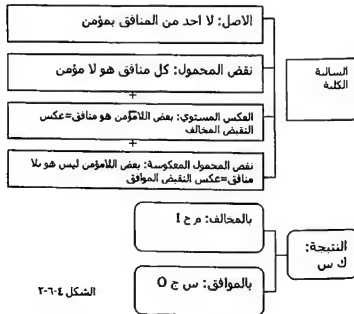 الاصل: لا احد من المنافق بمؤمن
نقض المحمول: كل منافق هو لا مؤمن
+
العكس المستوي: بعض اللامؤمن هو منافق=عكس
النقيض المخالف
+
نقص المحمول المعكوسة: بعض اللامؤمن ليس هو بلا
منافق=عكس النقيض الموافق
السالبة
الكلية
بالمخالف: م ج I
النتيجة:
ك س
بالموافق: س ج O
الشكل ٤-٦-٢